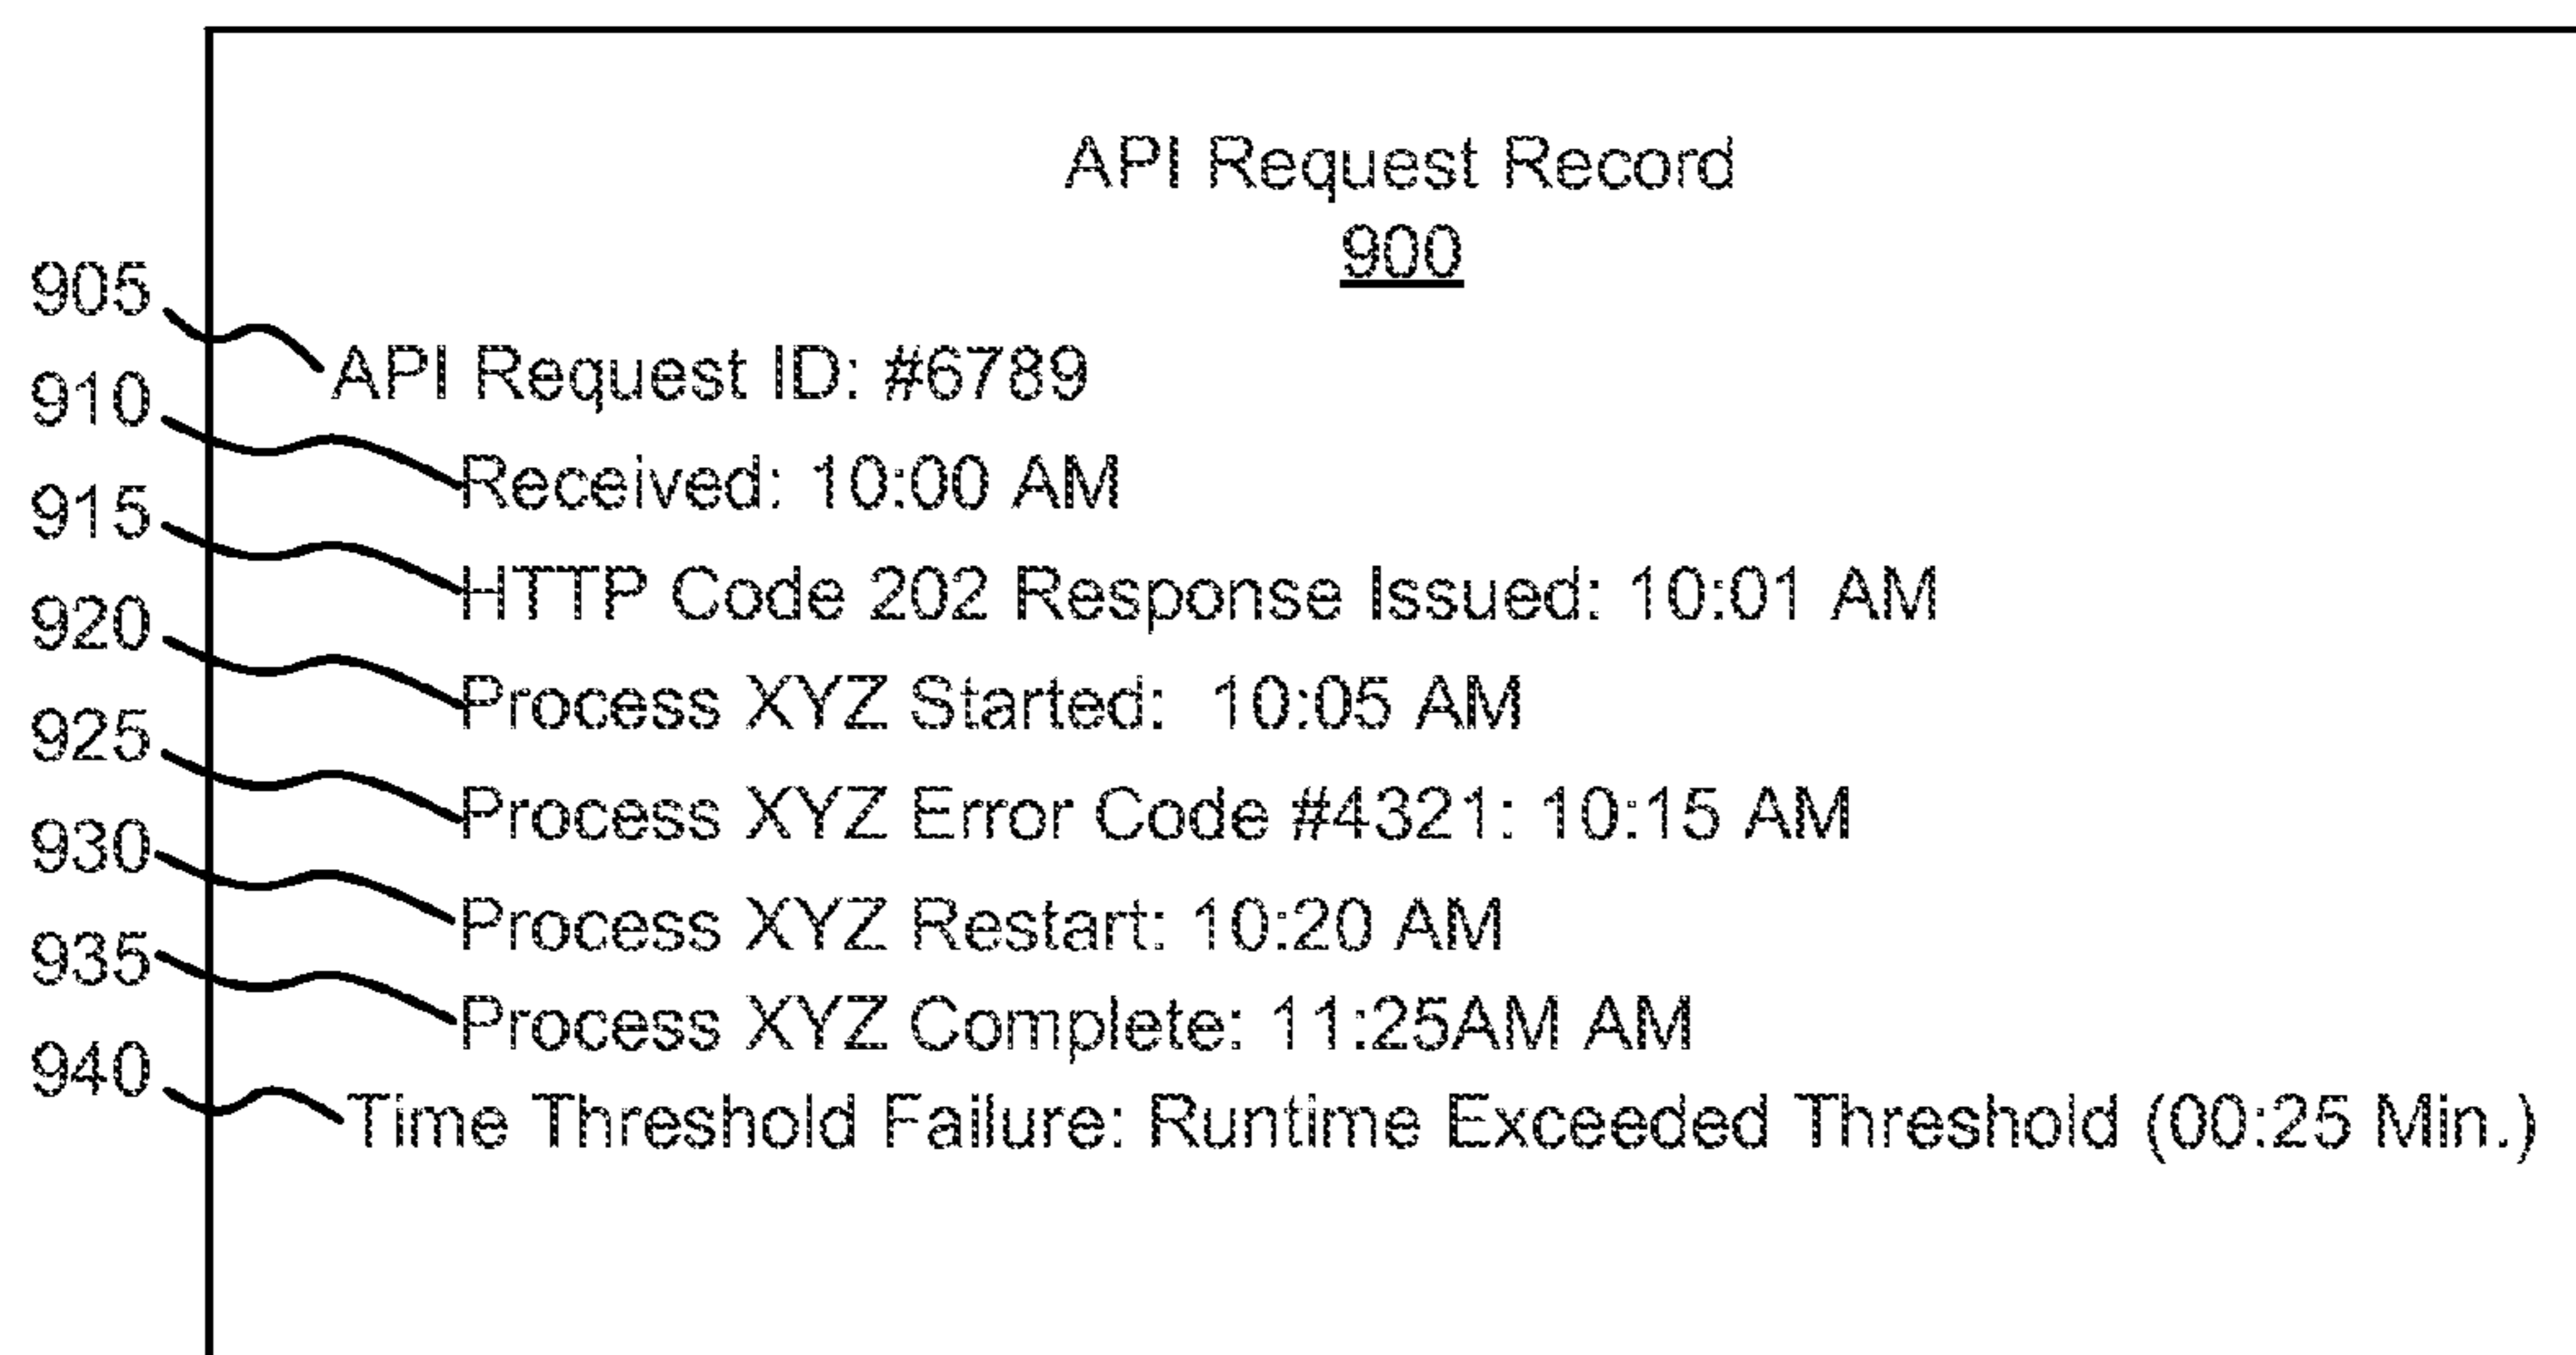 API Request Record
900
905
API Request ID: #6789
910
Received: 10:00 AM
915
HTTP Code 202 Response Issued: 10:01 AM
920
Process XYZ Started: 10:05 AM
925
Process XYZ Error Code #4321: 10:15 AM
930
Process XYZ Restart: 10:20 AM
935
Process XYZ Complete: 11:25AM AM
940
Time Threshold Failure: Runtime Exceeded Threshold (00:25 Min.)